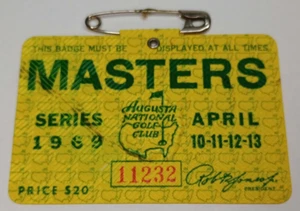 THIS BADGE MUST BE DISPLAYED AT ALL TIMES.
MASTERS
SERIES
1969
AUGUSTA
NATIONAL
GOLF
CLUB
APRIL
10-11-12-13
11232
PRICE $20
PRESIDENT